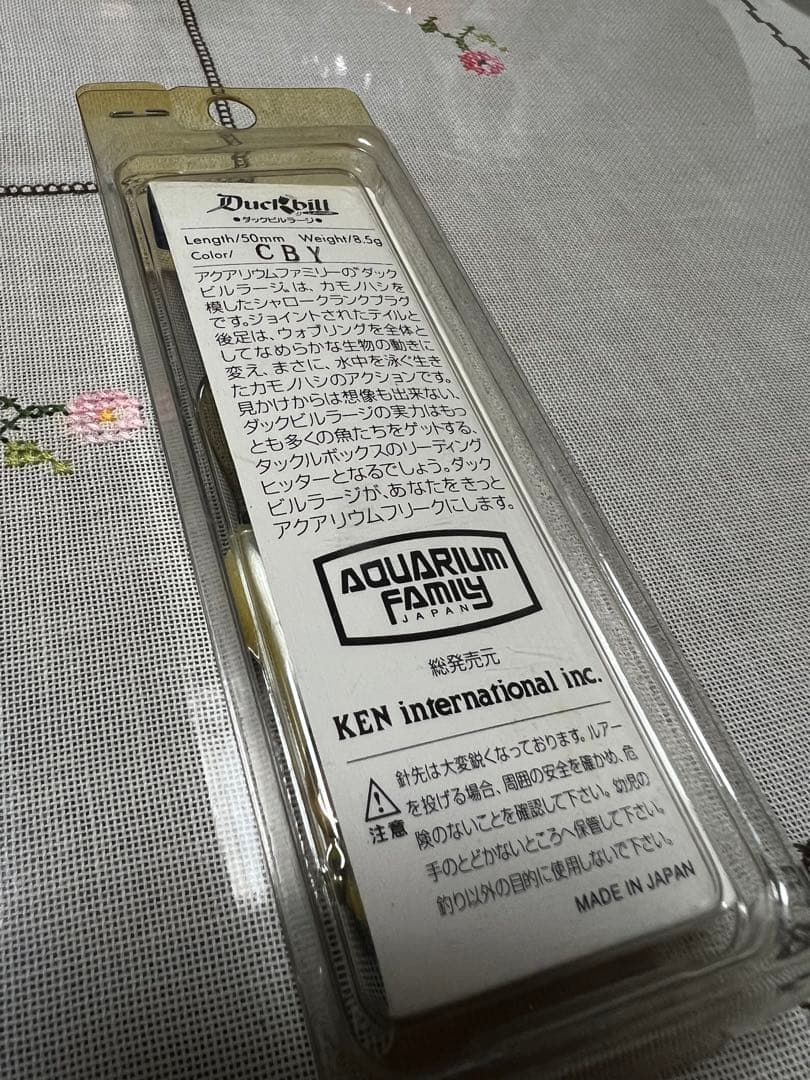 Duckbill
●ダックビルラージ●
Length/50mm Weight/8.5g
Color/ CBY
アクアリウムファミリーの"ダック
ビルラージ"は、カモノハシを
模したシャロークランクプラグ
です。ジョイントされたテイルと
後足は、ウォブリングを全体と
してなめらかな生物の動きに
変え、まさに、水中を泳ぐ生き
たカモノハシのアクションです。
見かけからは想像も出来ない、
ダックビルラージの実力はもっ
とも多くの魚たちをゲットする、
タックルボックスのリーディング
ヒッターとなるでしょう。ダック
ビルラージが、あなたをきっと
アクアリウムフリークにします。
AQUARIUM
FAMILY
JAPAN
総発売元
KEN international inc.
注意
針先は大変鋭くなっております。ルアー
を投げる場合、周囲の安全を確かめ、危
険のないことを確認して下さい。幼児の
手のとどかないところへ保管して下さい。
釣り以外の目的に使用しないで下さい。
MADE IN JAPAN